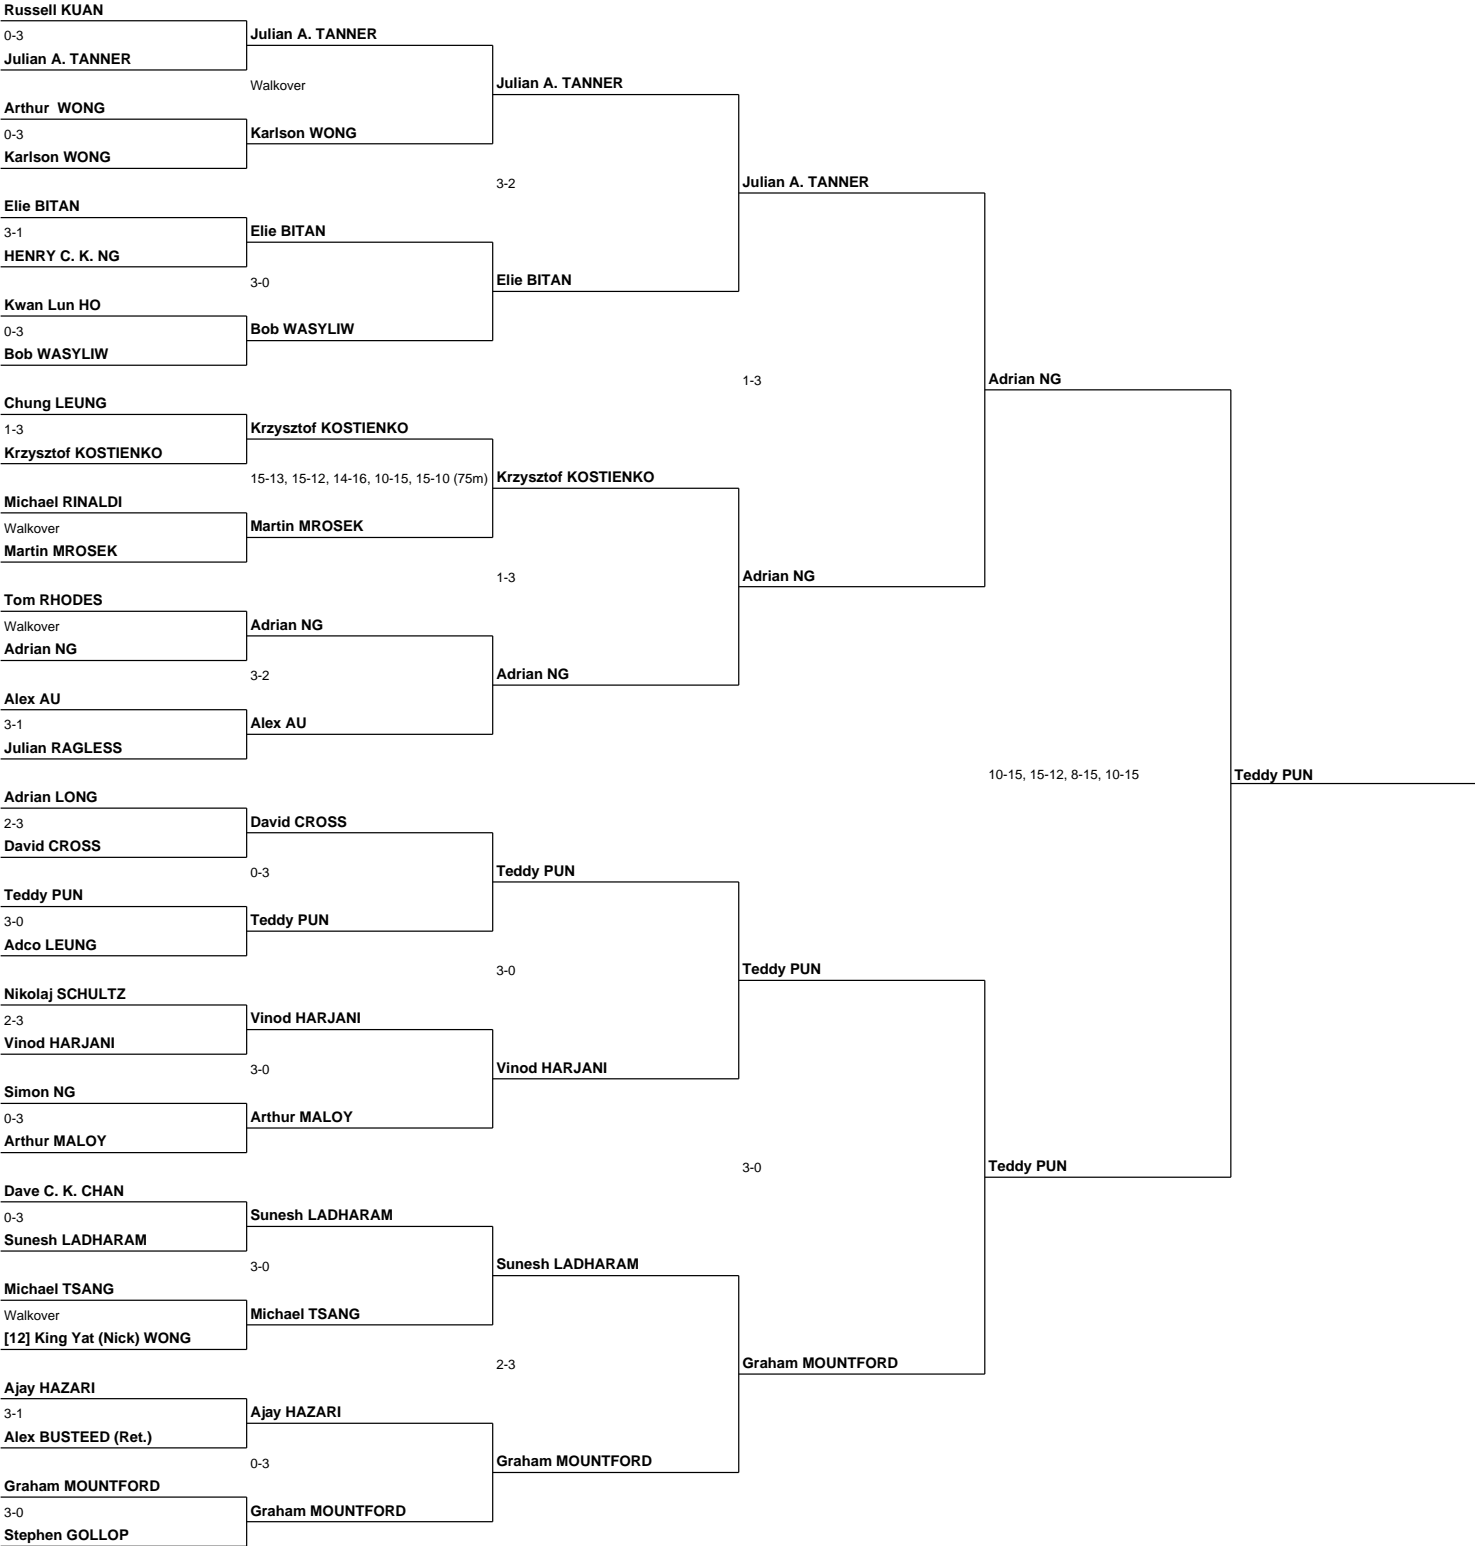 Russell KUAN
0-3
Julian A. TANNER
Julian A. TANNER
Walkover
Julian A. TANNER
Arthur  WONG
0-3
Karlson WONG
Karlson WONG
3-2
Julian A. TANNER
Elie BITAN
3-1
Elie BITAN
HENRY C. K. NG
3-0
Elie BITAN
Kwan Lun HO
0-3
Bob WASYLIW
Bob WASYLIW
1-3
Adrian NG
Chung LEUNG
1-3
Krzysztof KOSTIENKO
Krzysztof KOSTIENKO
15-13, 15-12, 14-16, 10-15, 15-10 (75m)
Krzysztof KOSTIENKO
Michael RINALDI
Walkover
Martin MROSEK
Martin MROSEK
1-3
Adrian NG
Tom RHODES
Walkover
Adrian NG
Adrian NG
3-2
Adrian NG
Alex AU
3-1
Alex AU
Julian RAGLESS
10-15, 15-12, 8-15, 10-15
Teddy PUN
Adrian LONG
2-3
David CROSS
David CROSS
0-3
Teddy PUN
Teddy PUN
3-0
Teddy PUN
Adco LEUNG
3-0
Teddy PUN
Nikolaj SCHULTZ
2-3
Vinod HARJANI
Vinod HARJANI
3-0
Vinod HARJANI
Simon NG
0-3
Arthur MALOY
Arthur MALOY
3-0
Teddy PUN
Dave C. K. CHAN
0-3
Sunesh LADHARAM
Sunesh LADHARAM
3-0
Sunesh LADHARAM
Michael TSANG
Walkover
Michael TSANG
[12] King Yat (Nick) WONG
2-3
Graham MOUNTFORD
Ajay HAZARI
3-1
Ajay HAZARI
Alex BUSTEED (Ret.)
0-3
Graham MOUNTFORD
Graham MOUNTFORD
3-0
Graham MOUNTFORD
Stephen GOLLOP